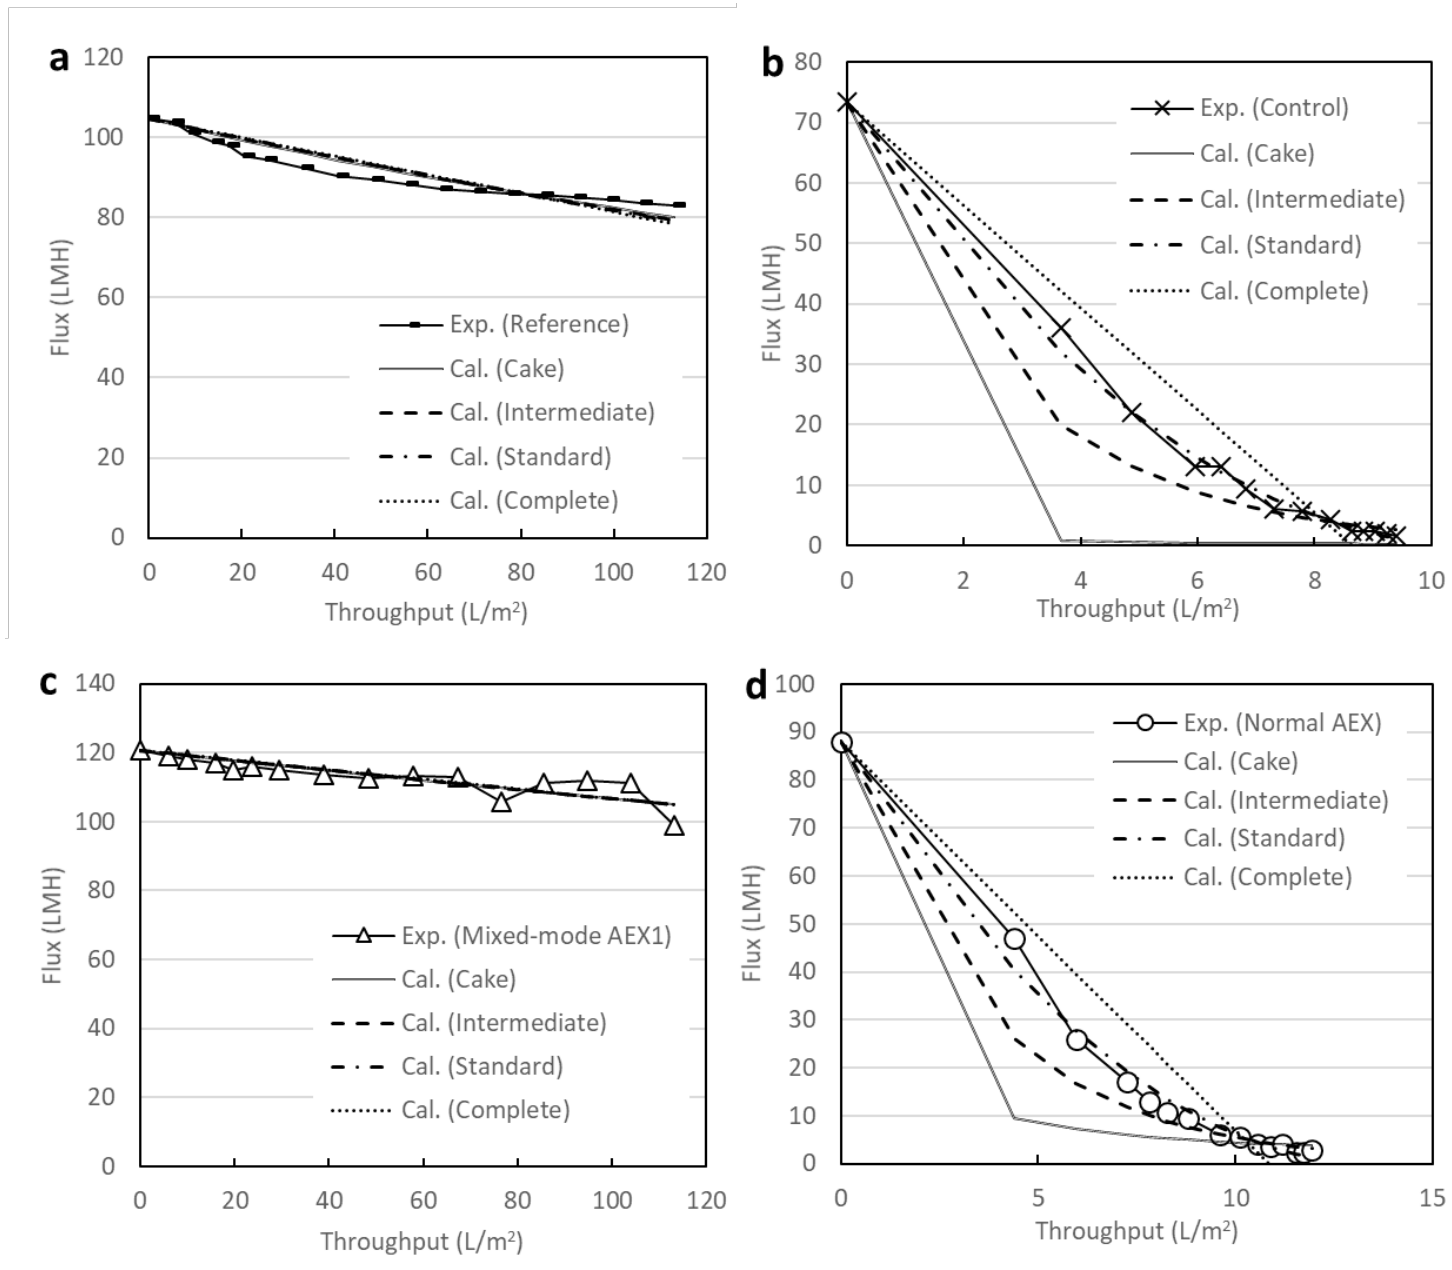 a
120
100
80
60
40
20
0
Flux (LMH)
Exp. (Reference)
Cal. (Cake)
Cal. (Intermediate)
Cal. (Standard)
Cal. (Complete)
0 20 40 60 80 100 120
Throughput (L/m²)
b
80
70
60
50
40
30
20
10
0
Flux (LMH)
Exp. (Control)
Cal. (Cake)
Cal. (Intermediate)
Cal. (Standard)
Cal. (Complete)
0 2 4 6 8 10
Throughput (L/m²)
c
140
120
100
80
60
40
20
0
Flux (LMH)
Exp. (Mixed-mode AEX1)
Cal. (Cake)
Cal. (Intermediate)
Cal. (Standard)
Cal. (Complete)
0 20 40 60 80 100 120
Throughput (L/m²)
d
100
90
80
70
60
50
40
30
20
10
0
Flux (LMH)
Exp. (Normal AEX)
Cal. (Cake)
Cal. (Intermediate)
Cal. (Standard)
Cal. (Complete)
0 5 10 15
Throughput (L/m²)